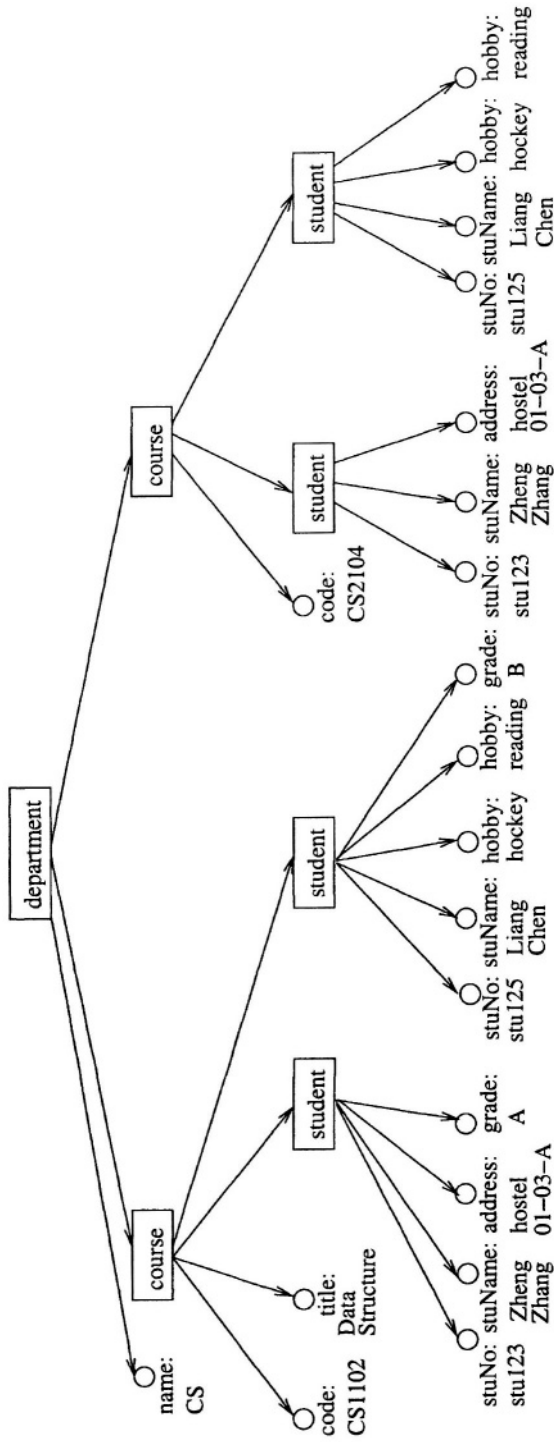 department
name:
CS
course
course
code:
CS1102
title:
Data
Structure
student
student
code:
CS2104
student
student
stuNo:
stu123
stuName:
Zheng
Zhang
address:
hostel
01-03-A
grade:
A
stuNo:
stu125
stuName:
Liang
Chen
hobby:
hockey
hobby:
reading
grade:
B
stuNo:
stu123
stuName:
Zheng
Zhang
address:
hostel
01-03-A
stuNo:
stu125
stuName:
Liang
Chen
hobby:
hockey
hobby:
reading